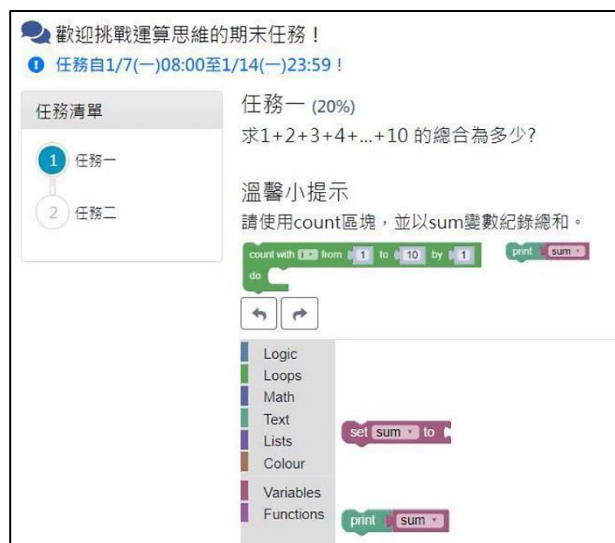 歡迎挑戰運算思維的期末任務！
任務自1/7(一)08:00至1/14(一)23:59！
任務清單
1 任務一
2 任務二
任務一 (20%)
求1+2+3+4+...+10 的總合為多少?
溫馨小提示
請使用count區塊，並以sum變數紀錄總和。
count with i from 1 to 10 by 1
do
print sum
Logic
Loops
Math
Text
Lists
Colour
Variables
Functions
set sum to
print sum